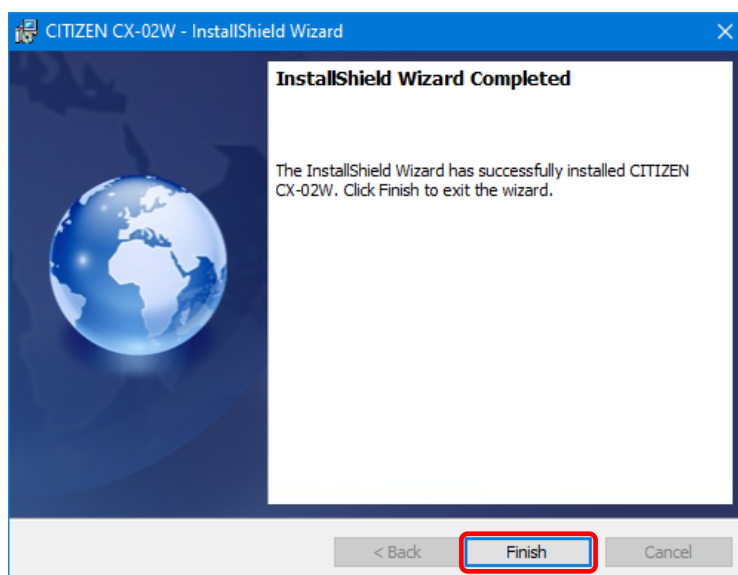 CITIZEN CX-02W - InstallShield Wizard
InstallShield Wizard Completed
The InstallShield Wizard has successfully installed CITIZEN
CX-02W. Click Finish to exit the wizard.
< Back
Finish
Cancel